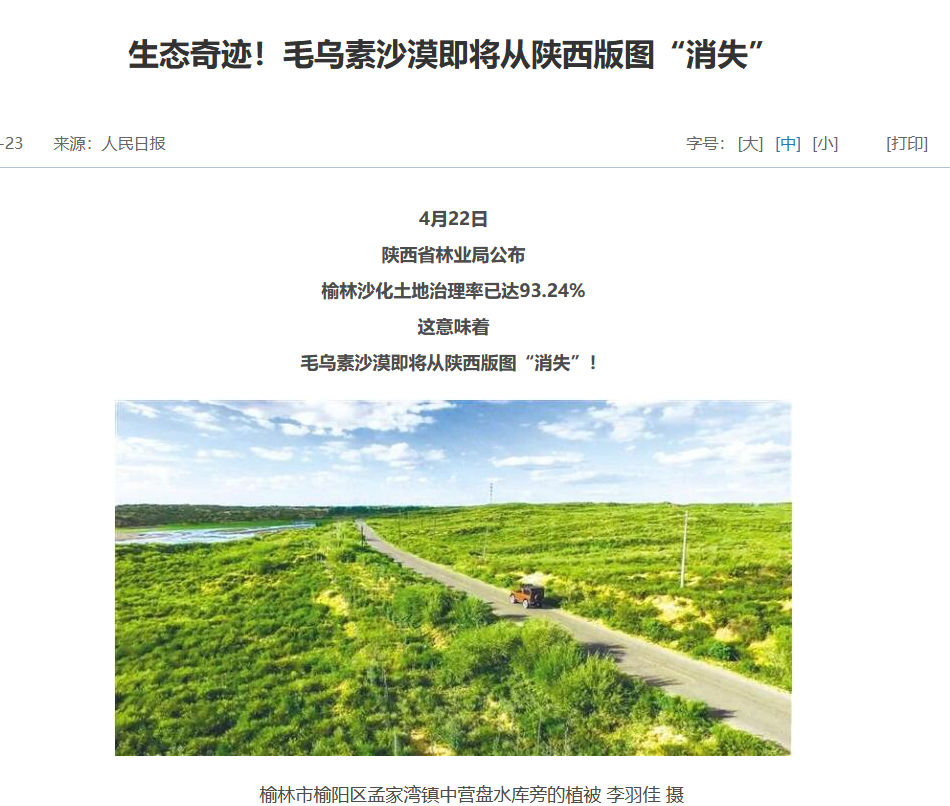 生态奇迹！毛乌素沙漠即将从陕西版图“消失”
-23 来源：人民日报 字号：[大] [中] [小] [打印]
4月22日
陕西省林业局公布
榆林沙化土地治理率已达93.24%
这意味着
毛乌素沙漠即将从陕西版图“消失”！
榆林市榆阳区孟家湾镇中营盘水库旁的植被 李羽佳 摄